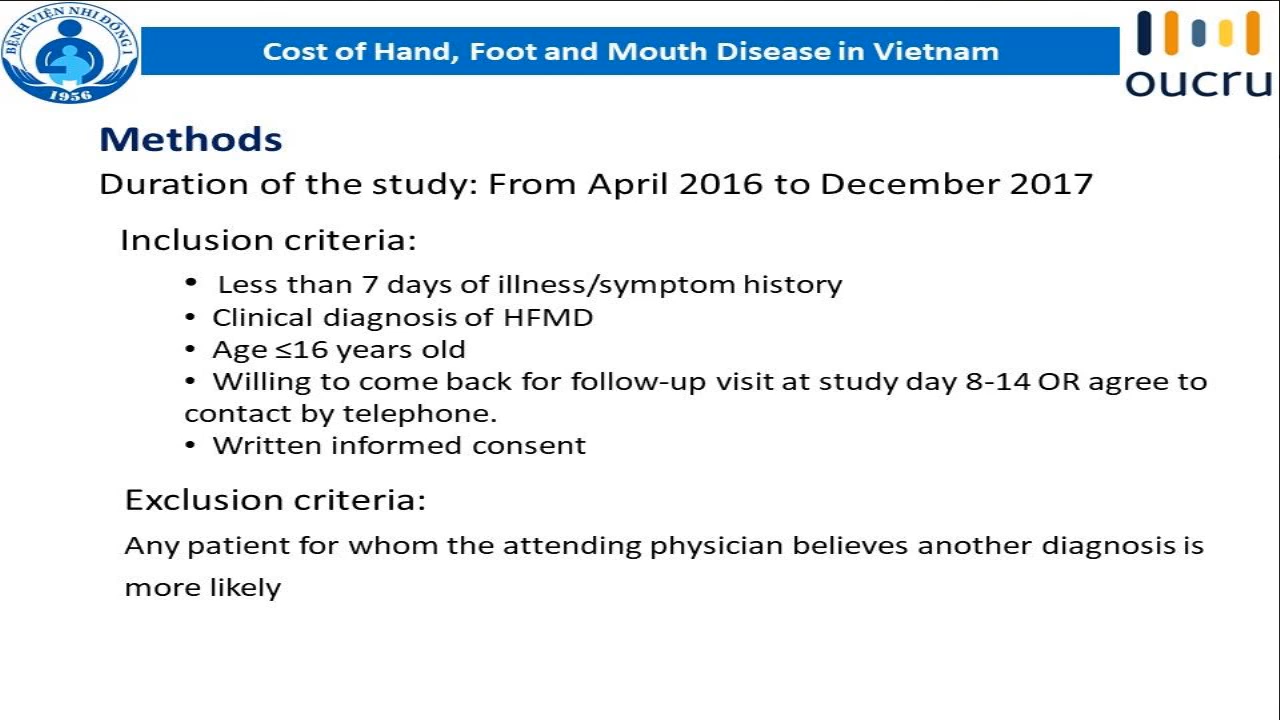 BỆNH VIỆN NHI ĐỒNG 1
1956
Cost of Hand, Foot and Mouth Disease in Vietnam
oucru
Methods
Duration of the study: From April 2016 to December 2017
Inclusion criteria:
• Less than 7 days of illness/symptom history
• Clinical diagnosis of HFMD
• Age ≤16 years old
• Willing to come back for follow-up visit at study day 8-14 OR agree to
contact by telephone.
• Written informed consent
Exclusion criteria:
Any patient for whom the attending physician believes another diagnosis is
more likely